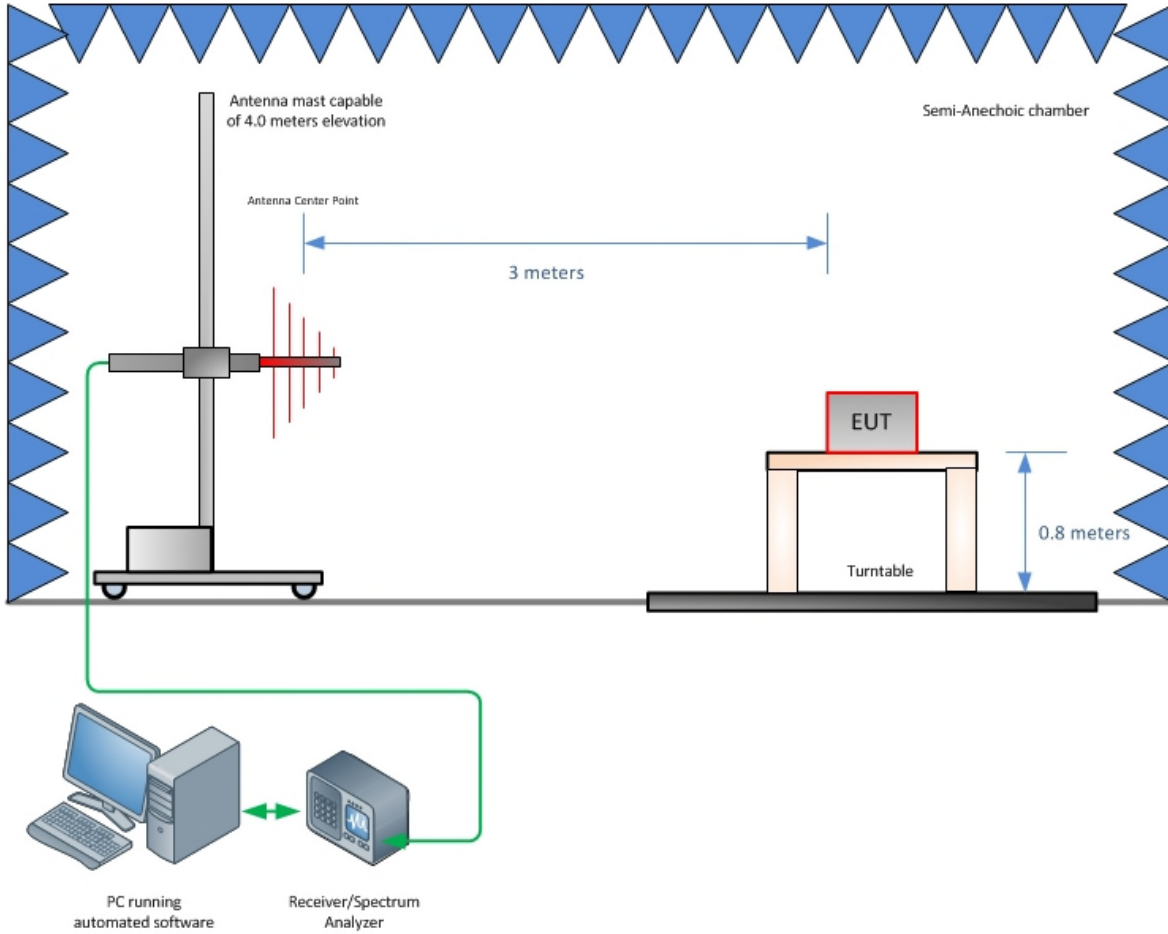 Antenna mast capable
of 4.0 meters elevation
Semi-Anechoic chamber
Antenna Center Point
3 meters
EUT
0.8 meters
Turntable
PC running
automated software
Receiver/Spectrum
Analyzer